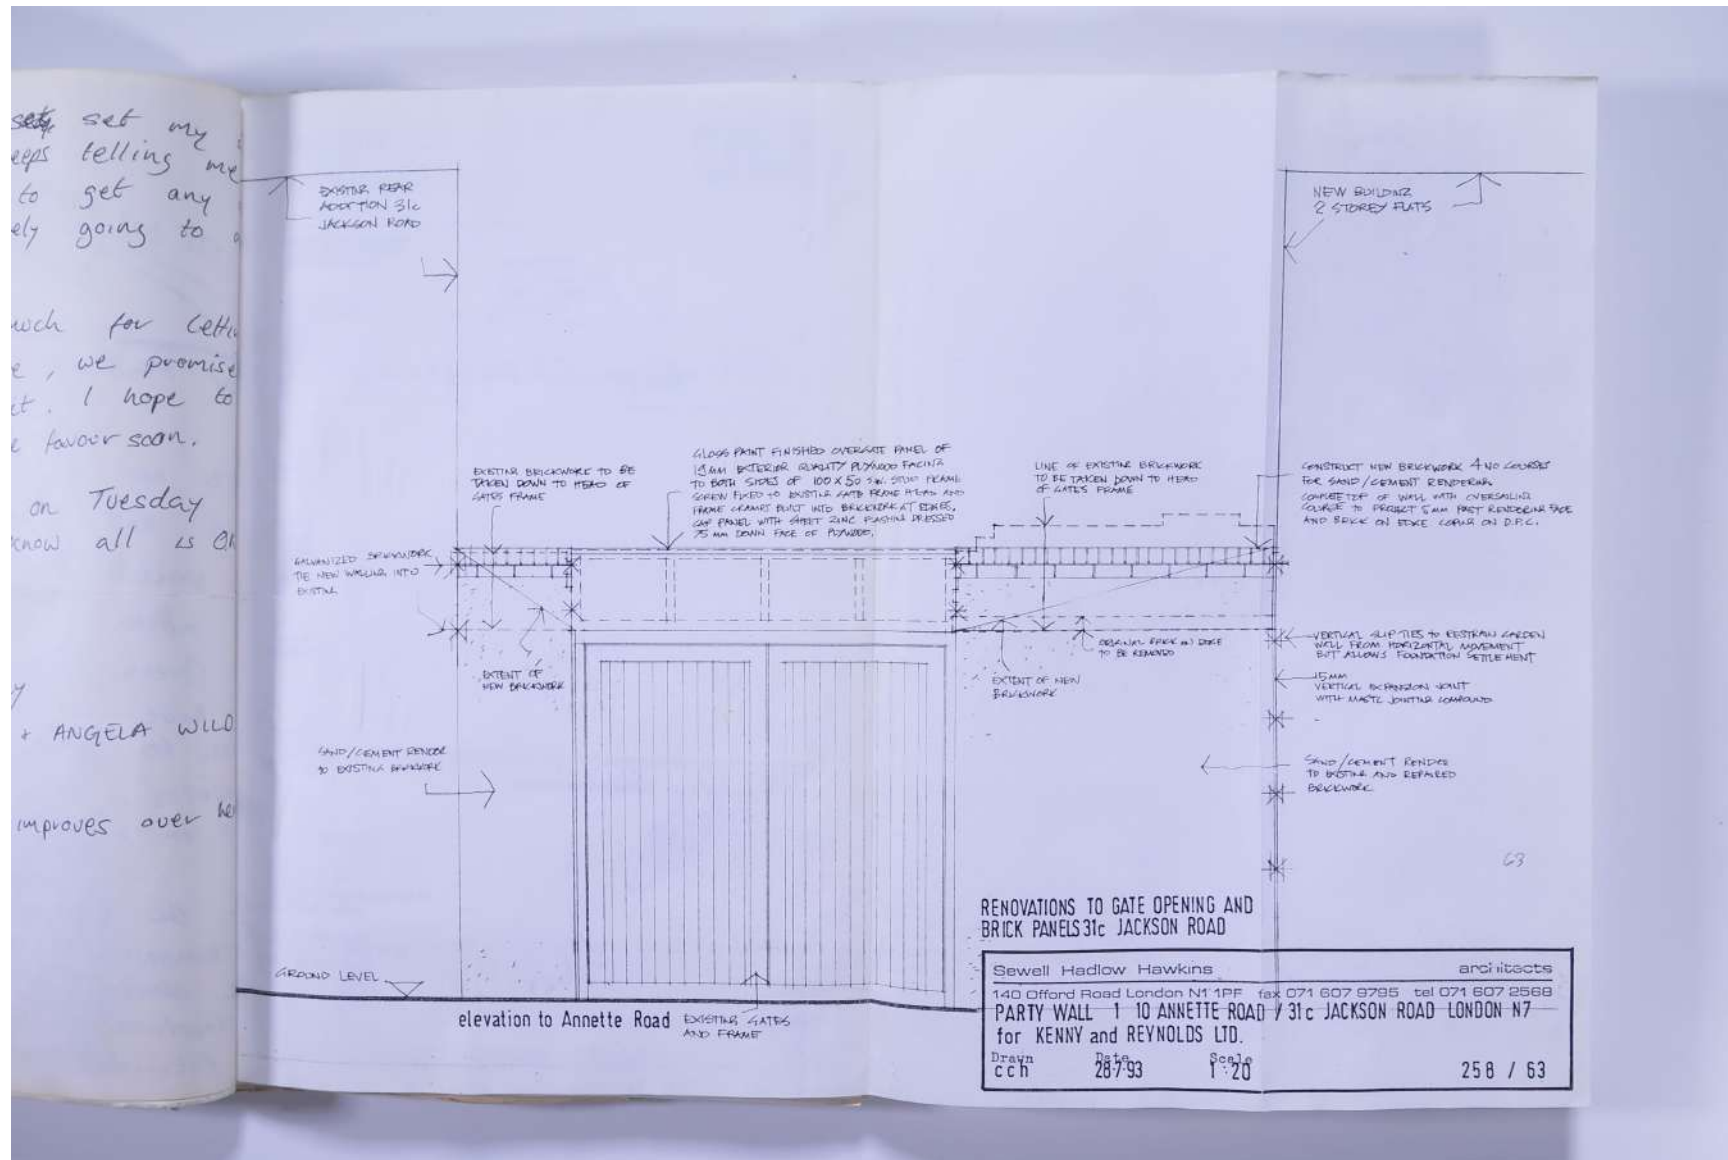 set my
telling me
to get any
going to
for
, we promise
. I hope to
favour soon.
on Tuesday
all is
+ ANGELA WILD
improves over
EXISTING REAR
ADDITION 31c
JACKSON ROAD
NEW BUILDING
2 STOREY FLATS
EXISTING BRICKWORK TO BE
TAKEN DOWN TO HEAD OF
GATES FRAME
GLOSS PAINT FINISHED OVERGATE PANEL OF
MM EXTERIOR QUALITY PLYWOOD FACING
TO BOTH SIDES OF 100 x 50 S.W. STUD FRAME
SCREW FIXED TO EXISTING GATE FRAME HEAD AND
FRAME CRAMPS BUILT INTO BRICKWORK AT EDGES.
CAP PANEL WITH SHEET ZINC FLASHING DRESSED
75 MM DOWN FACE OF PLYWOOD.
LINE OF EXISTING BRICKWORK
TO BE TAKEN DOWN TO HEAD
OF GATES FRAME
CONSTRUCT NEW BRICKWORK 4 NO COURSES
FOR SAND/CEMENT RENDERING
COMPLETE TOP OF WALL WITH OVERSAILING
COURSE TO PROJECT 5MM PAST RENDERING FACE
AND BRICK ON EDGE COPING ON D.P.C.
GALVANIZED BRICKWORK
TIE NEW WALLING INTO
EXISTING
EXTENT OF
NEW BRICKWORK
ORIGINAL BRICK ON EDGE
TO BE REMOVED
EXTENT OF NEW
BRICKWORK
VERTICAL SLIP TIES TO RESTRAIN GARDEN
WALL FROM HORIZONTAL MOVEMENT
BUT ALLOWS FOUNDATION SETTLEMENT
15MM
VERTICAL EXPANSION JOINT
WITH MASTIC JOINTING COMPOUND
SAND/CEMENT RENDER
TO EXISTING BRICKWORK
SAND/CEMENT RENDER
TO EXISTING AND REPAIRED
BRICKWORK
63
GROUND LEVEL
elevation to Annette Road
EXISTING GATES
AND FRAME
RENOVATIONS TO GATE OPENING AND
BRICK PANELS 31c JACKSON ROAD
Sewell Hadlow Hawkins architects
140 Offord Road London N1 1PF fax 071 607 9795 tel 071 607 2568
PARTY WALL 1 10 ANNETTE ROAD / 31c JACKSON ROAD LONDON N7
for KENNY and REYNOLDS LTD.
Drawn Date Scale
cch 28·7·93 1:20 258 / 63